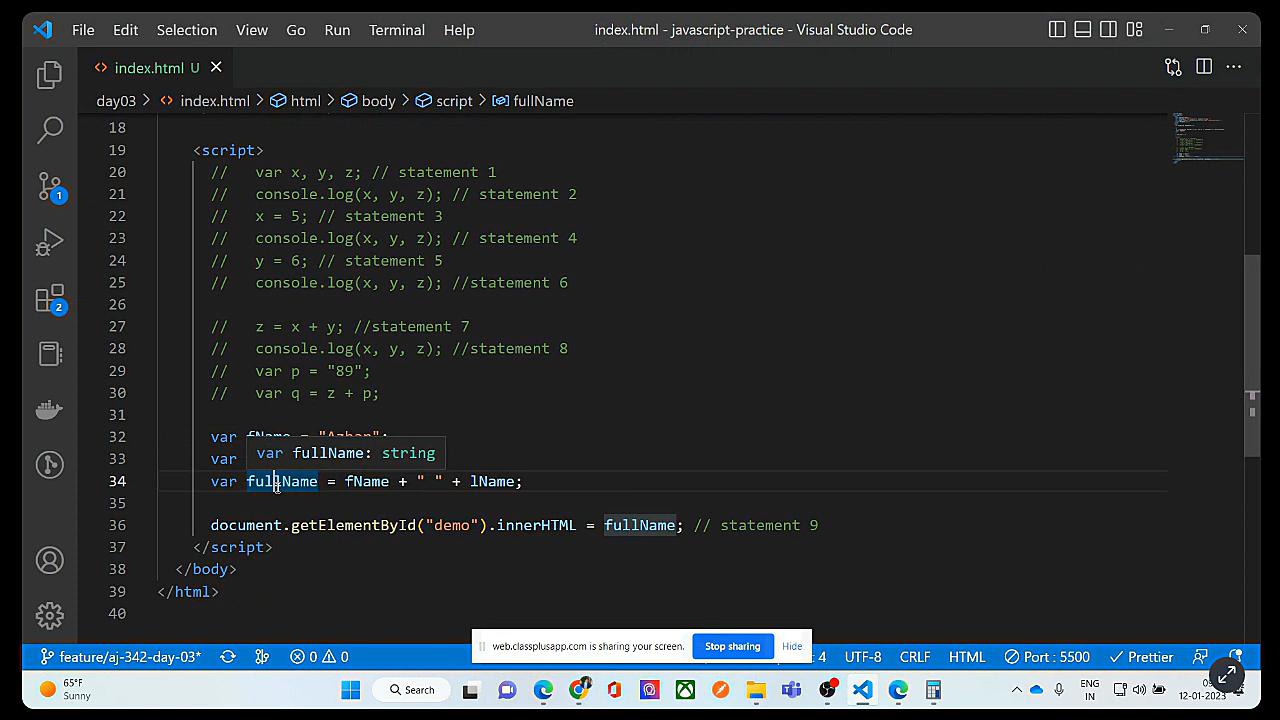 File Edit Selection View Go Run Terminal Help
index.html - javascript-practice - Visual Studio Code
index.html U
day03 > index.html > html > body > script > fullName
18
19 <script>
20 // var x, y, z; // statement 1
21 // console.log(x, y, z); // statement 2
22 // x = 5; // statement 3
23 // console.log(x, y, z); // statement 4
24 // y = 6; // statement 5
25 // console.log(x, y, z); //statement 6
26
27 // z = x + y; //statement 7
28 // console.log(x, y, z); //statement 8
29 // var p = "89";
30 // var q = z + p;
31
32 var fName = "Azhar";
var fullName: string
33 var
34 var fullName = fName + " " + lName;
35
36 document.getElementById("demo").innerHTML = fullName; // statement 9
37 </script>
38 </body>
39 </html>
40
1
2
web.classplusapp.com is sharing your screen. Stop sharing Hide
feature/aj-342-day-03* 0 0 4 UTF-8 CRLF HTML Port : 5500 Prettier
65°F
Sunny
Search
ENG
IN
12-01-2023